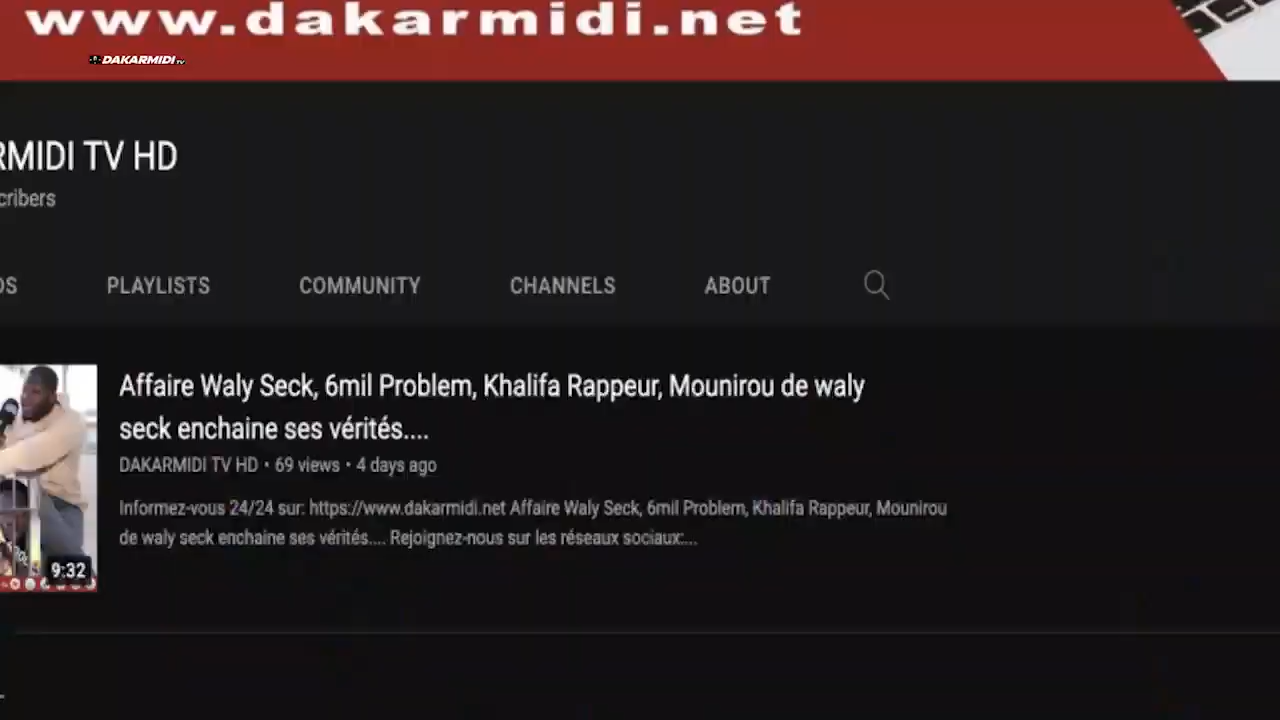 www.dakarmidi.net
DAKARMIDI TV
RMIDI TV HD
cribers
OS PLAYLISTS COMMUNITY CHANNELS ABOUT
Affaire Waly Seck, 6mil Problem, Khalifa Rappeur, Mounirou de waly
seck enchaine ses vérités....
DAKARMIDI TV HD • 69 views • 4 days ago
Informez-vous 24/24 sur: https://www.dakarmidi.net Affaire Waly Seck, 6mil Problem, Khalifa Rappeur, Mounirou
de waly seck enchaine ses vérités.... Rejoignez-nous sur les réseaux sociaux:...
9:32